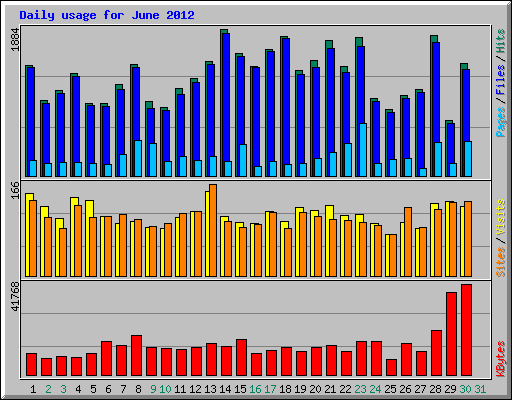 Daily usage for June 2012
1884
Pages / Files / Hits
166
Sites / Visits
41768
KBytes
1 2 3 4 5 6 7 8 9 10 11 12 13 14 15 16 17 18 19 20 21 22 23 24 25 26 27 28 29 30 31